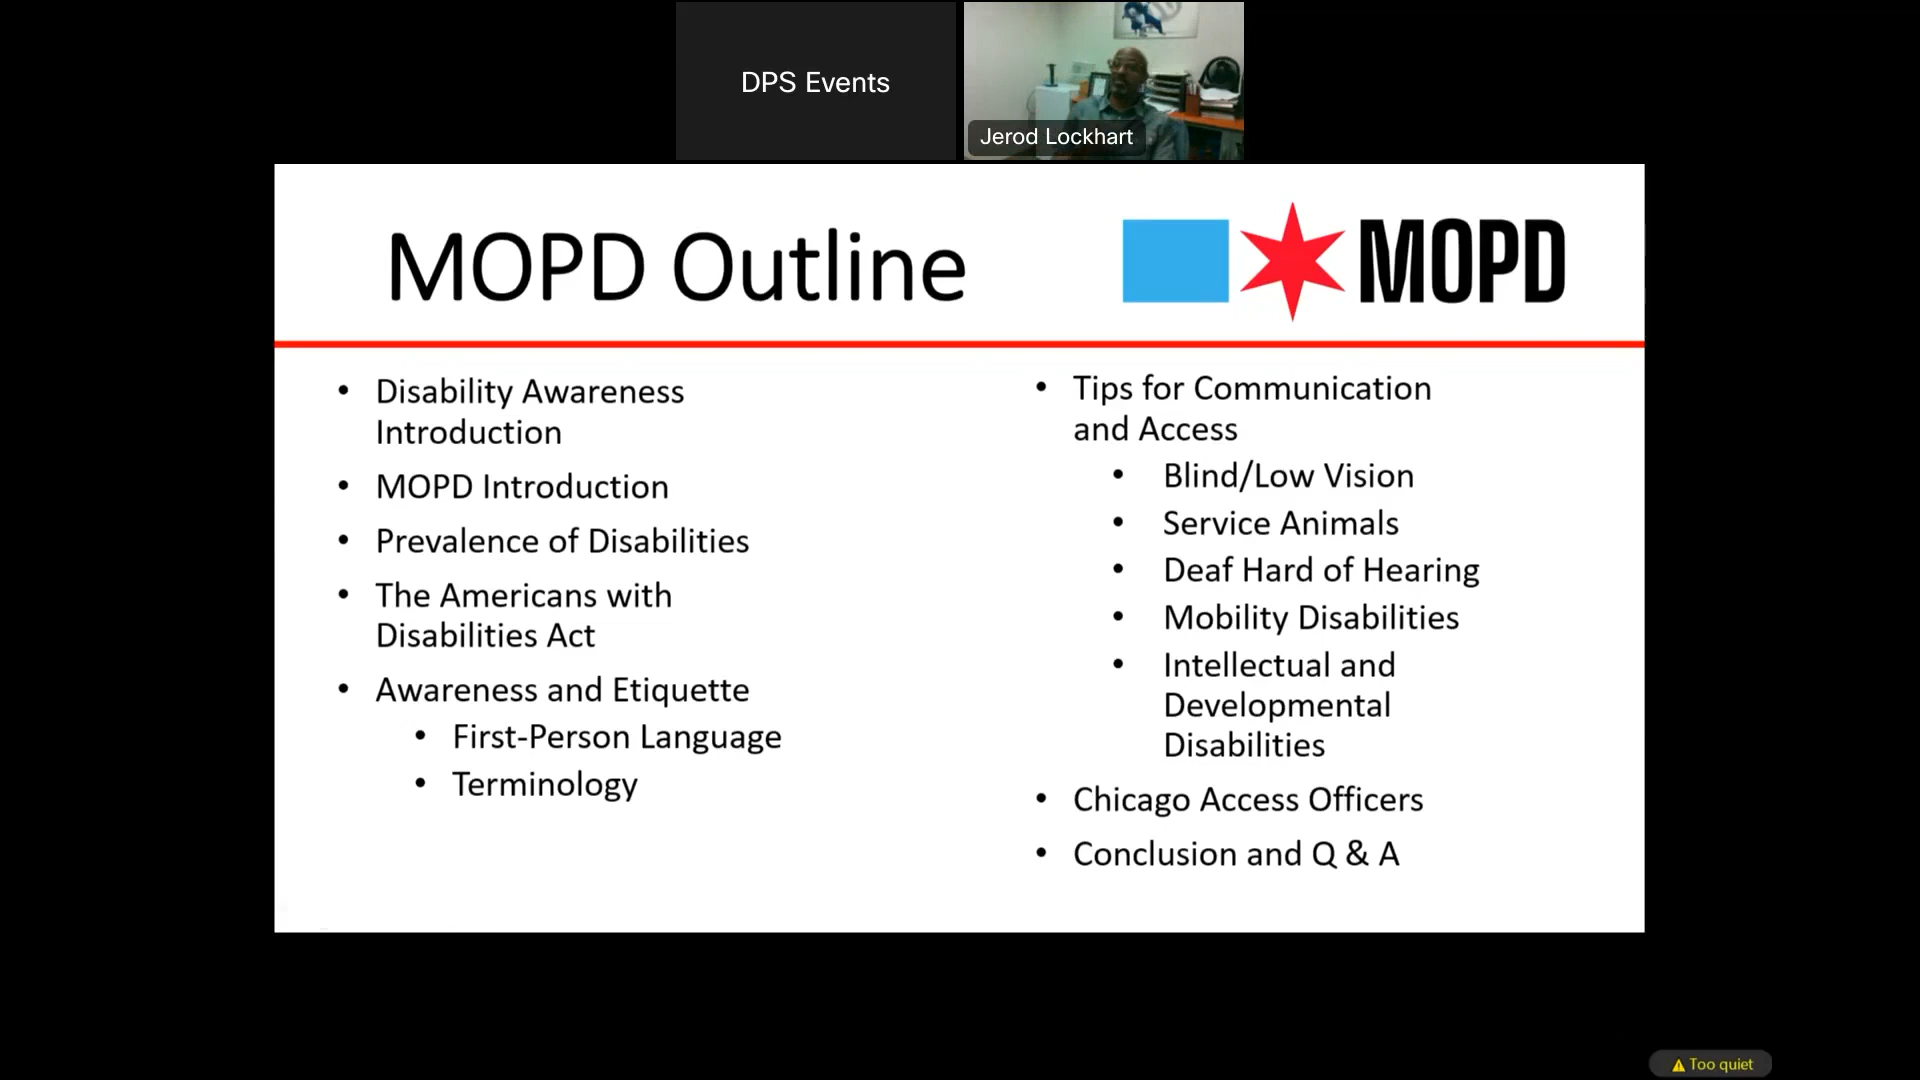 DPS Events
Jerod Lockhart
MOPD Outline
MOPD
• Disability Awareness
Introduction
• MOPD Introduction
• Prevalence of Disabilities
• The Americans with
Disabilities Act
• Awareness and Etiquette
• First-Person Language
• Terminology
• Tips for Communication
and Access
• Blind/Low Vision
• Service Animals
• Deaf Hard of Hearing
• Mobility Disabilities
• Intellectual and
Developmental
Disabilities
• Chicago Access Officers
• Conclusion and Q & A
Too quiet